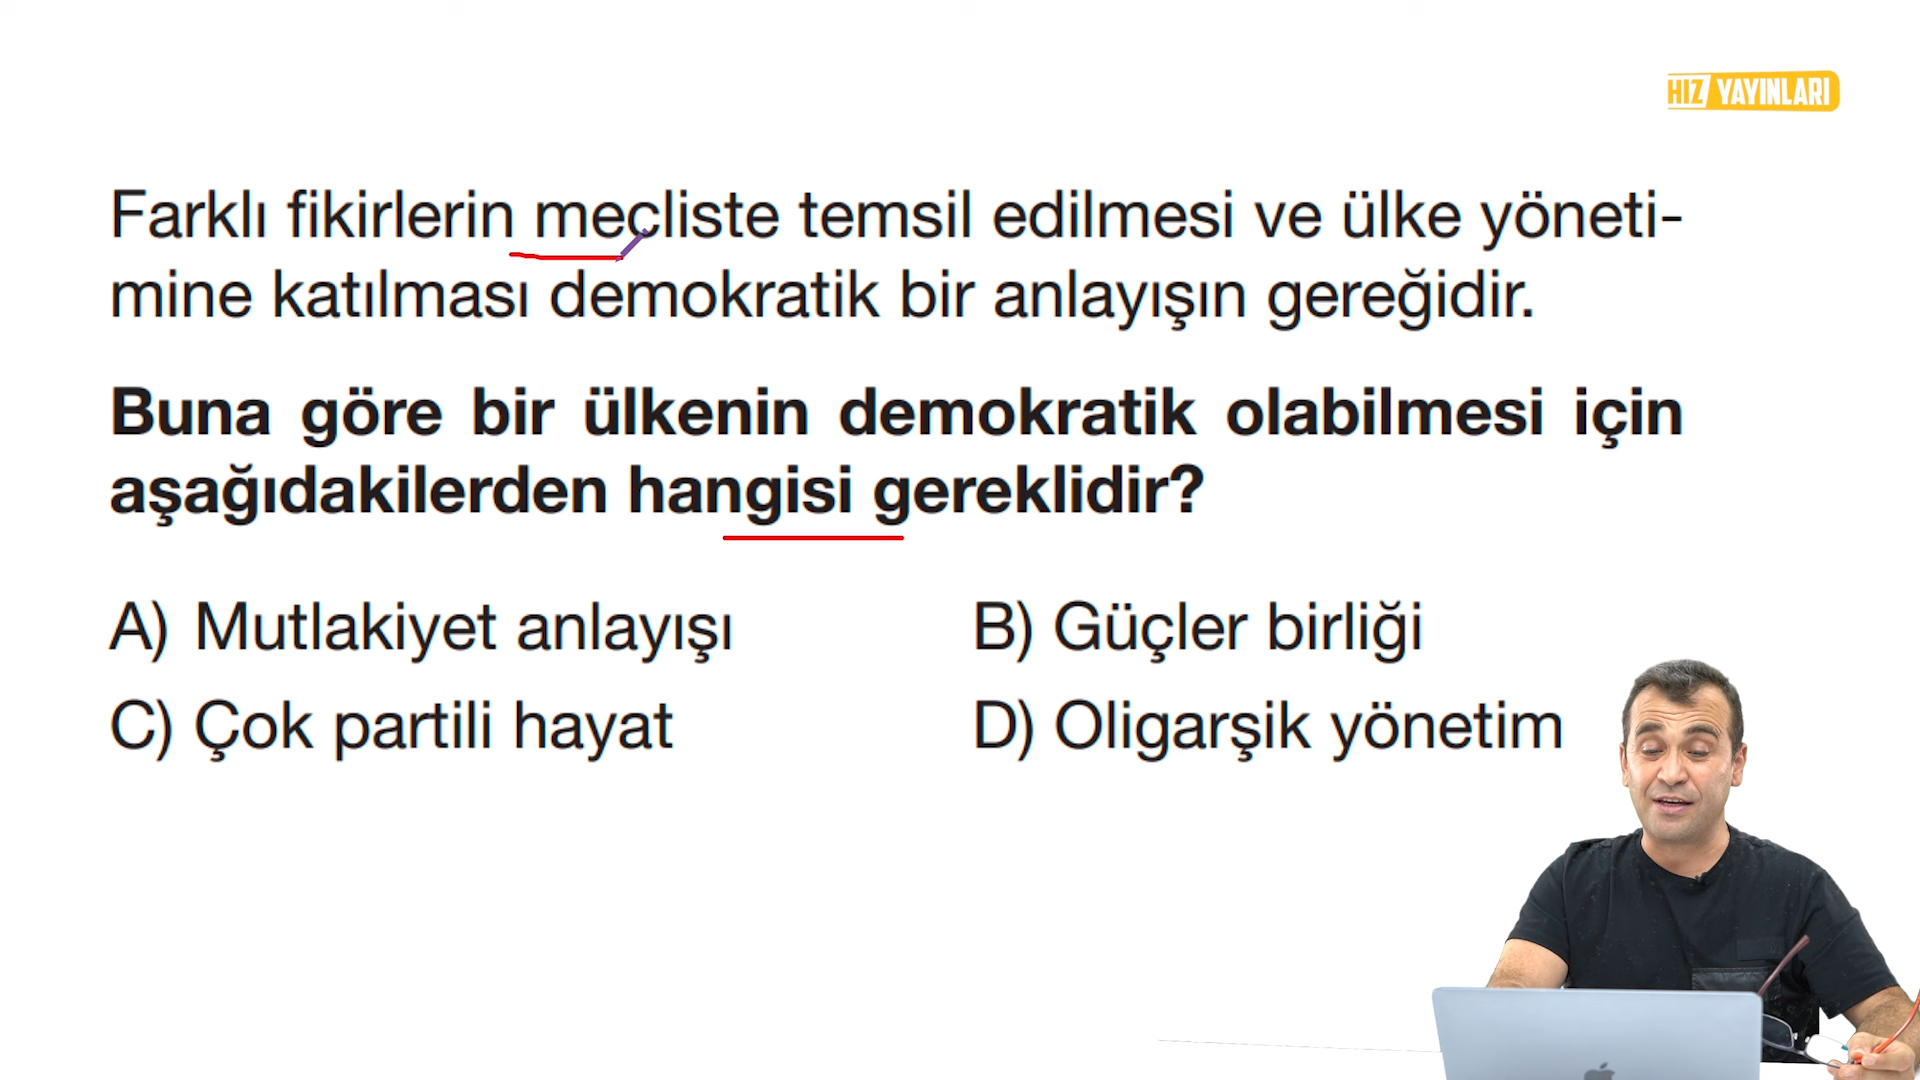 HIZ YAYINLARI
Farklı fikirlerin mecliste temsil edilmesi ve ülke yöneti-
mine katılması demokratik bir anlayışın gereğidir.
Buna göre bir ülkenin demokratik olabilmesi için
aşağıdakilerden hangisi gereklidir?
A) Mutlakiyet anlayışı
B) Güçler birliği
C) Çok partili hayat
D) Oligarşik yönetim